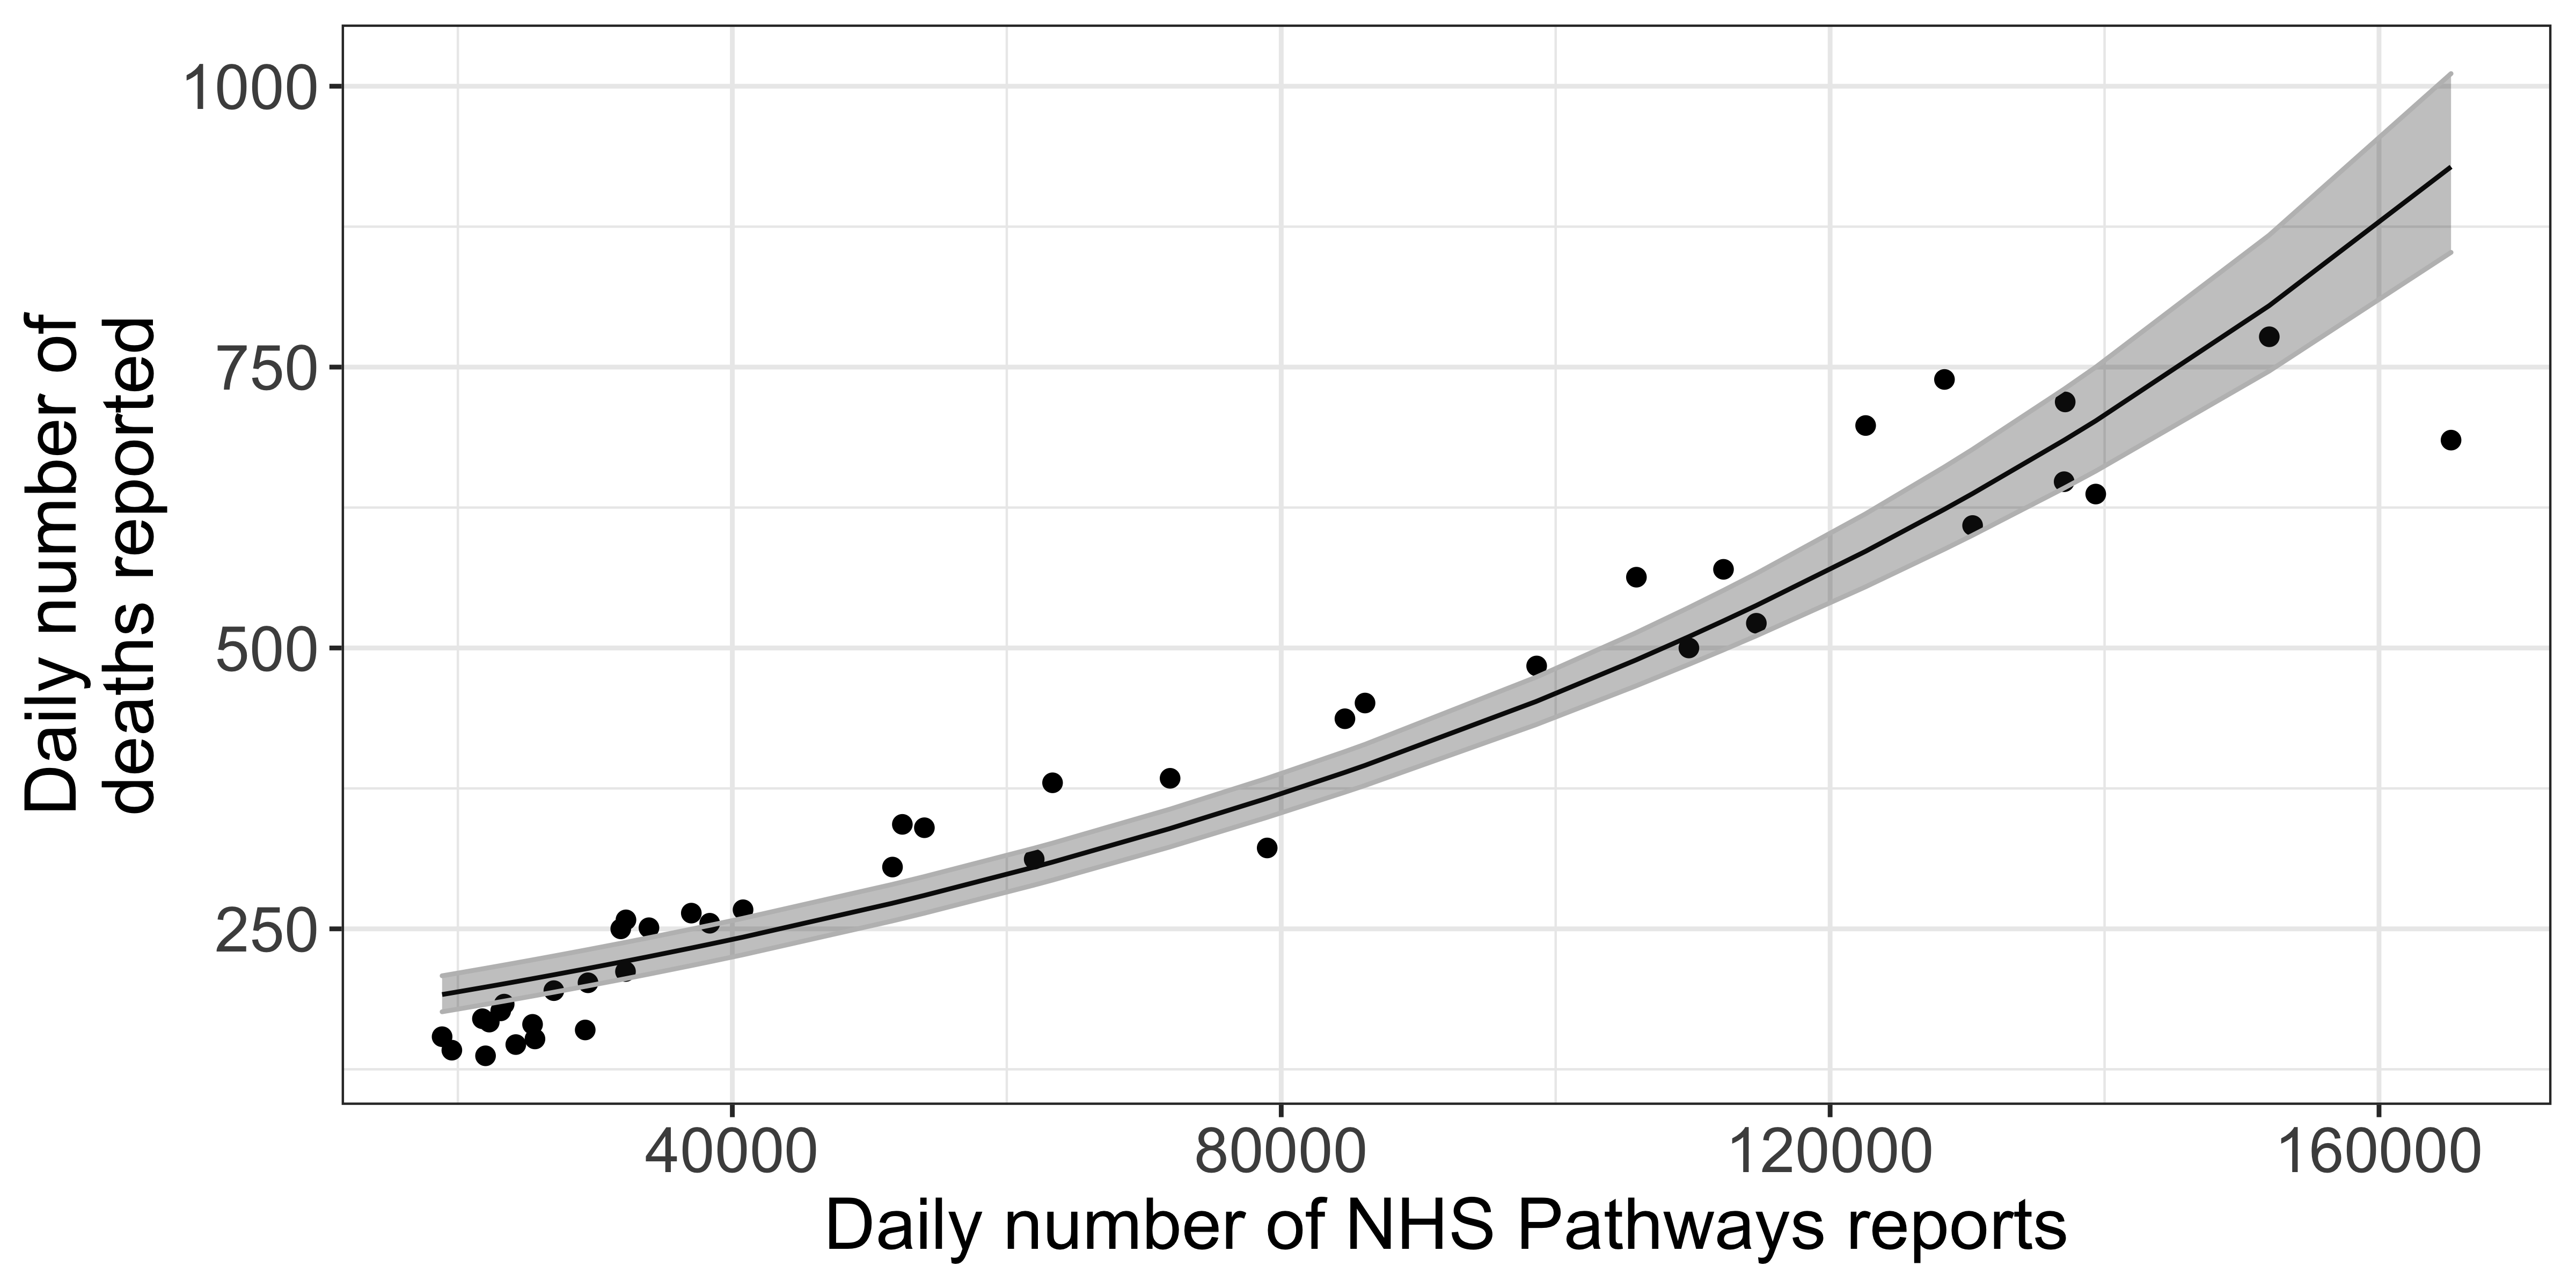 Daily number of
deaths reported
1000
750
500
250
40000 80000 120000 160000
Daily number of NHS Pathways reports